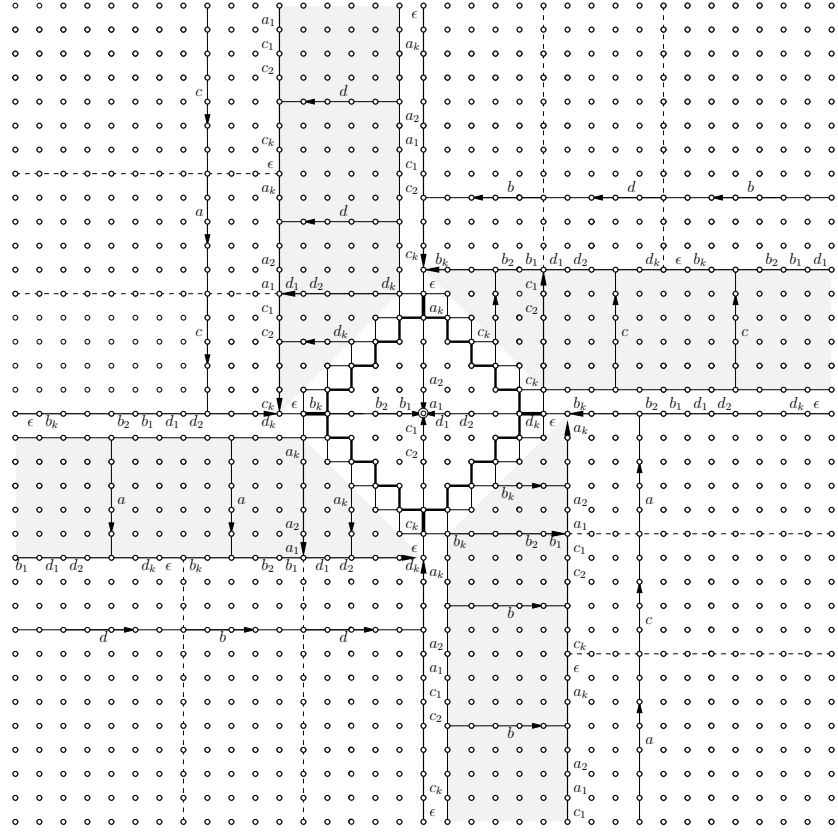 a₁ ϵ
c₁ aₖ
c₂
c d
a₂
cₖ a₁
ϵ c₁
aₖ c₂ b d b
a d
a₂ cₖ bₖ b₂ b₁ d₁ d₂ dₖ ϵ bₖ b₂ b₁ d₁
a₁ d₁ d₂ dₖ ϵ c₁
c₁ aₖ c₂
c c₂ dₖ cₖ c c
a₂ cₖ
cₖ ϵ bₖ b₂ b₁ a₁ bₖ b₂ b₁ d₁ d₂ dₖ ϵ
ϵ bₖ b₂ b₁ d₁ d₂ dₖ c₁ d₁ d₂ dₖ ϵ aₖ
aₖ c₂
a a aₖ bₖ a₂ a
a₂ cₖ a₁
a₁ ϵ bₖ b₂ b₁ c₁
b₁ d₁ d₂ dₖ ϵ bₖ b₂ b₁ d₁ d₂ dₖ aₖ c₂
b c
d b d
a₂ cₖ
a₁ ϵ
c₁ aₖ
c₂ b a
a₂
cₖ a₁
ϵ c₁